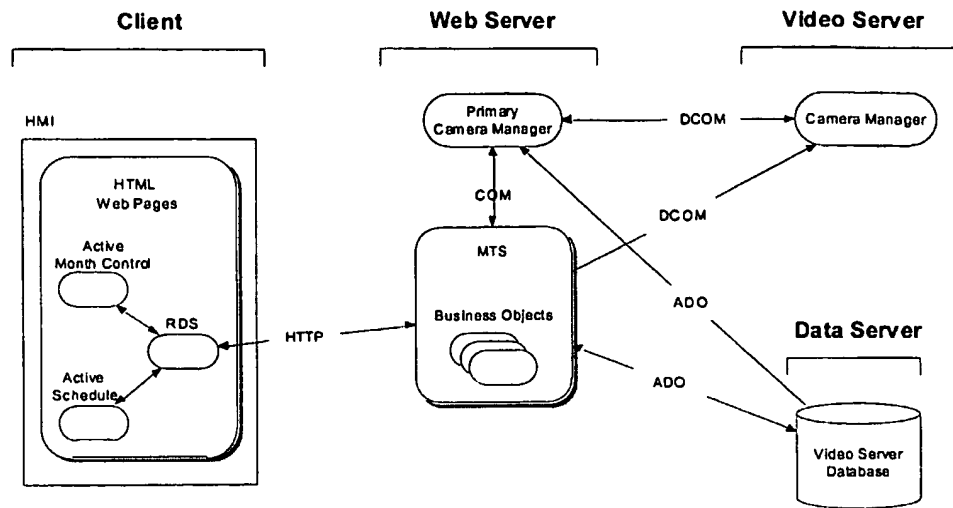 Client
Web Server
Video Server
HMI
Primary
Camera Manager
DCOM
Camera Manager
HTML
Web Pages
COM
DCOM
Active
Month Control
MTS
RDS
HTTP
Business Objects
ADO
Data Server
Active
Schedule
ADO
Video Server
Database